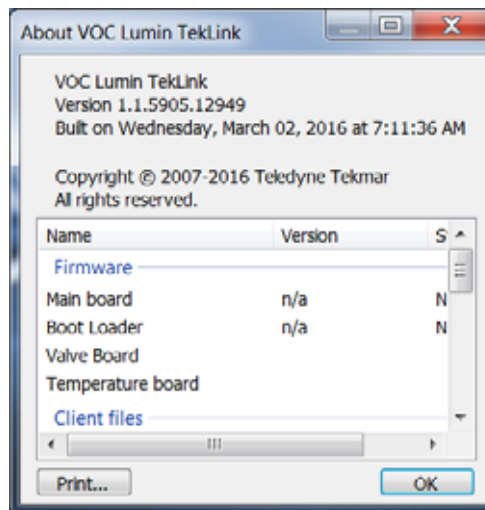 About VOC Lumin TekLink
VOC Lumin TekLink
Version 1.1.5905.12949
Built on Wednesday, March 02, 2016 at 7:11:36 AM
Copyright © 2007-2016 Teledyne Tekmar
All rights reserved.
Name Version S
Firmware
Main board n/a N
Boot Loader n/a N
Valve Board
Temperature board
Client files
Print... OK